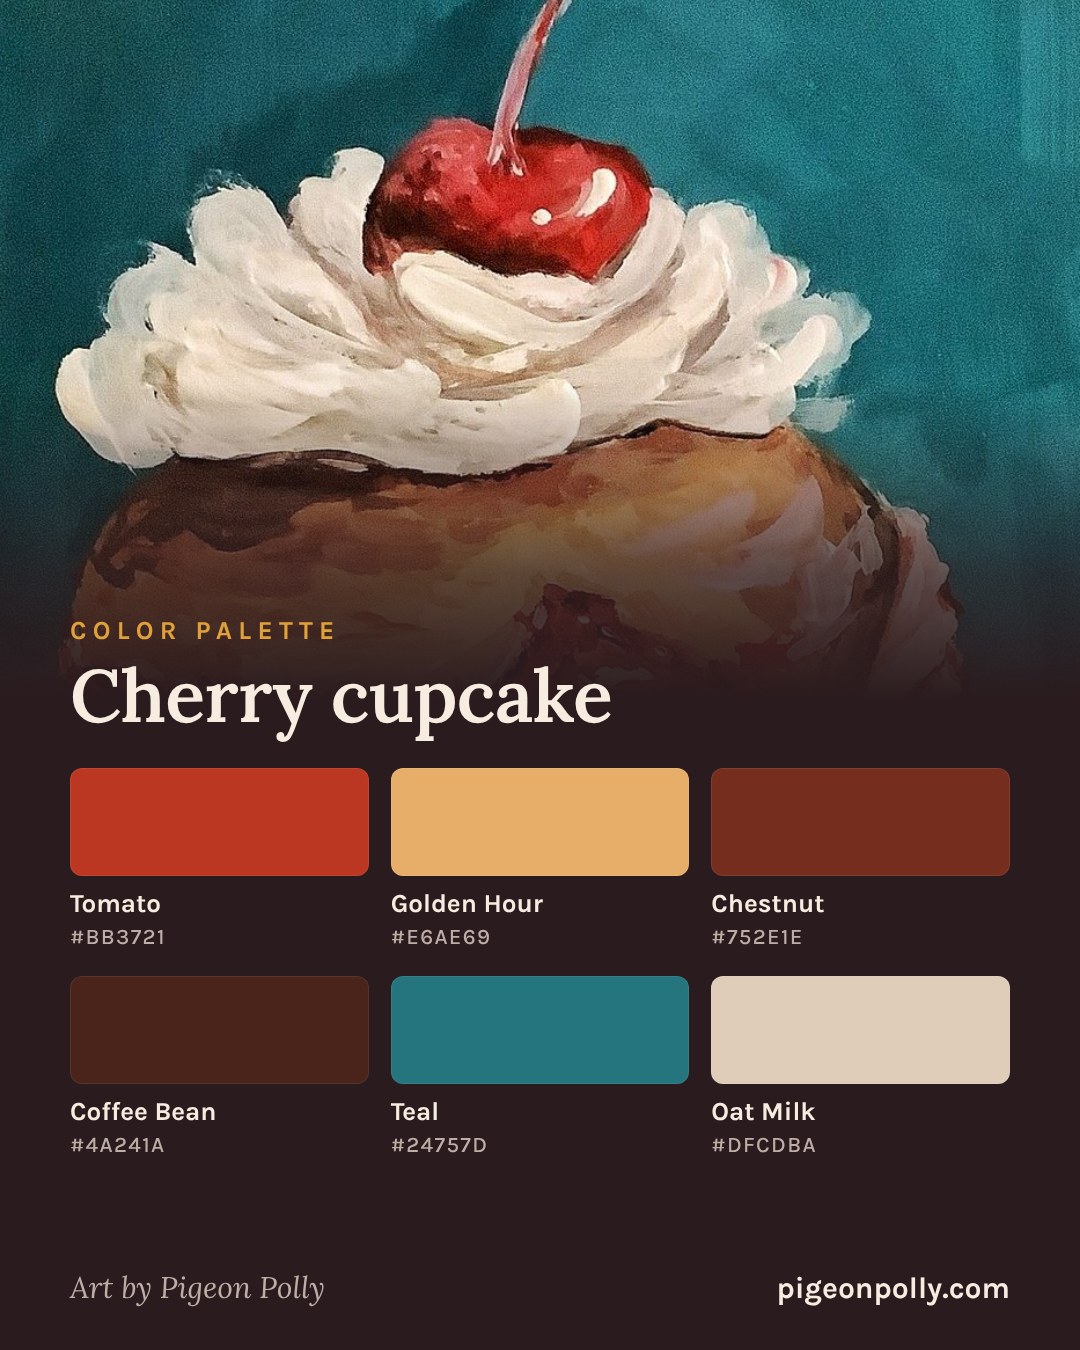 COLOR PALETTE
Cherry cupcake
Tomato
#BB3721
Golden Hour
#E6AE69
Chestnut
#752E1E
Coffee Bean
#4A241A
Teal
#24757D
Oat Milk
#DFCDBA
Art by Pigeon Polly
pigeonpolly.com